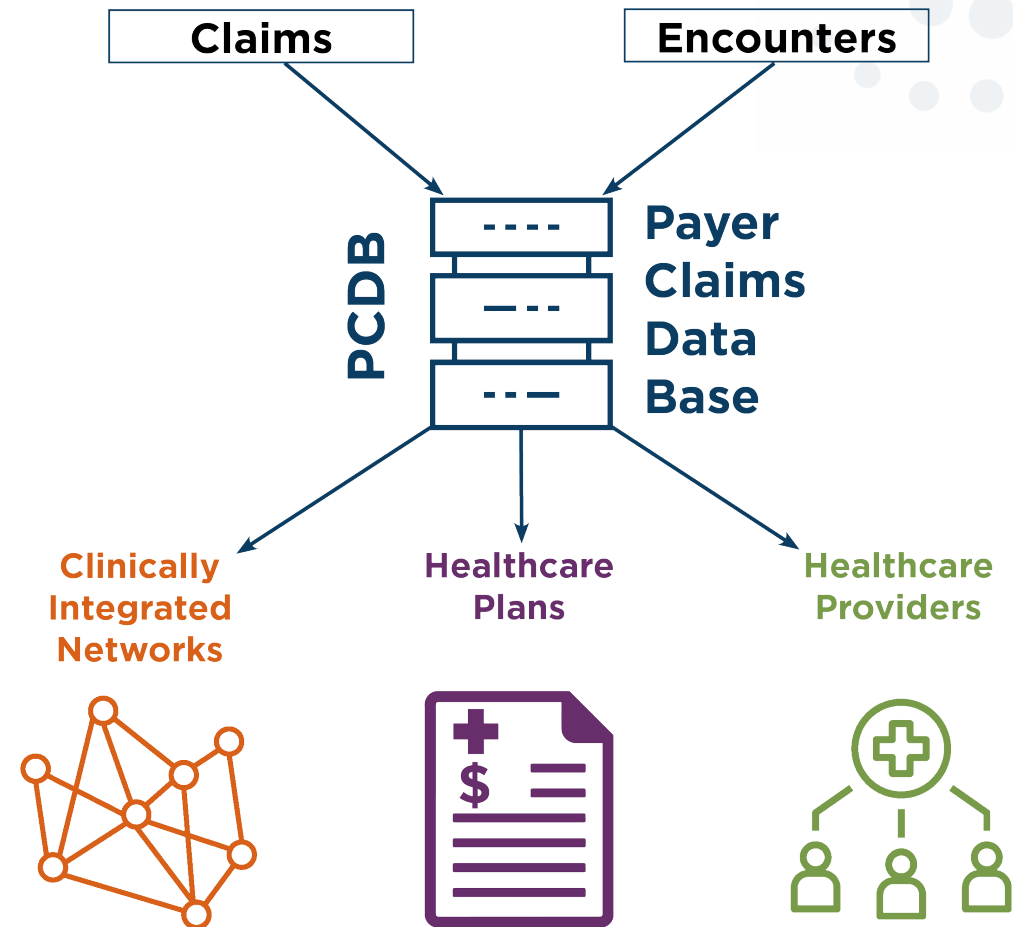 Claims
Encounters
PCDB
Payer
Claims
Data
Base
Clinically
Integrated
Networks
Healthcare
Plans
Healthcare
Providers
$